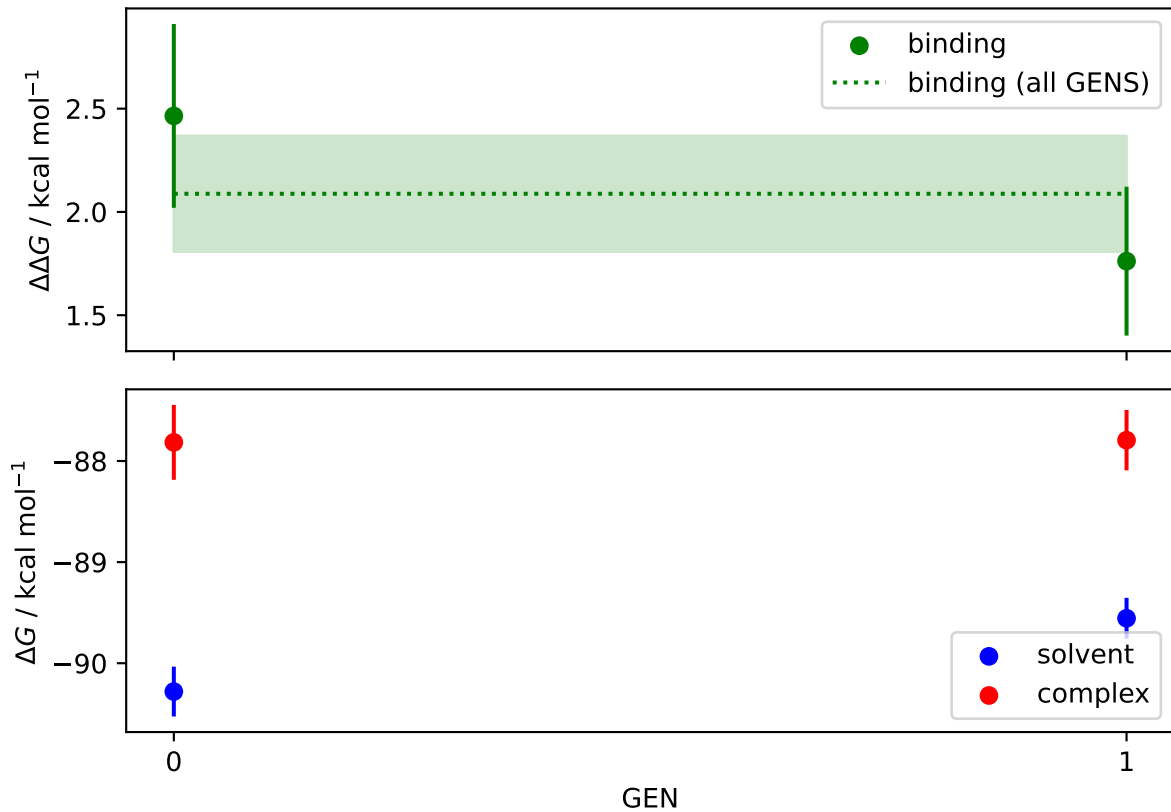 ΔΔG / kcal mol⁻¹
2.5
2.0
1.5
binding
binding (all GENS)
ΔG / kcal mol⁻¹
−88
−89
−90
solvent
complex
0
1
GEN